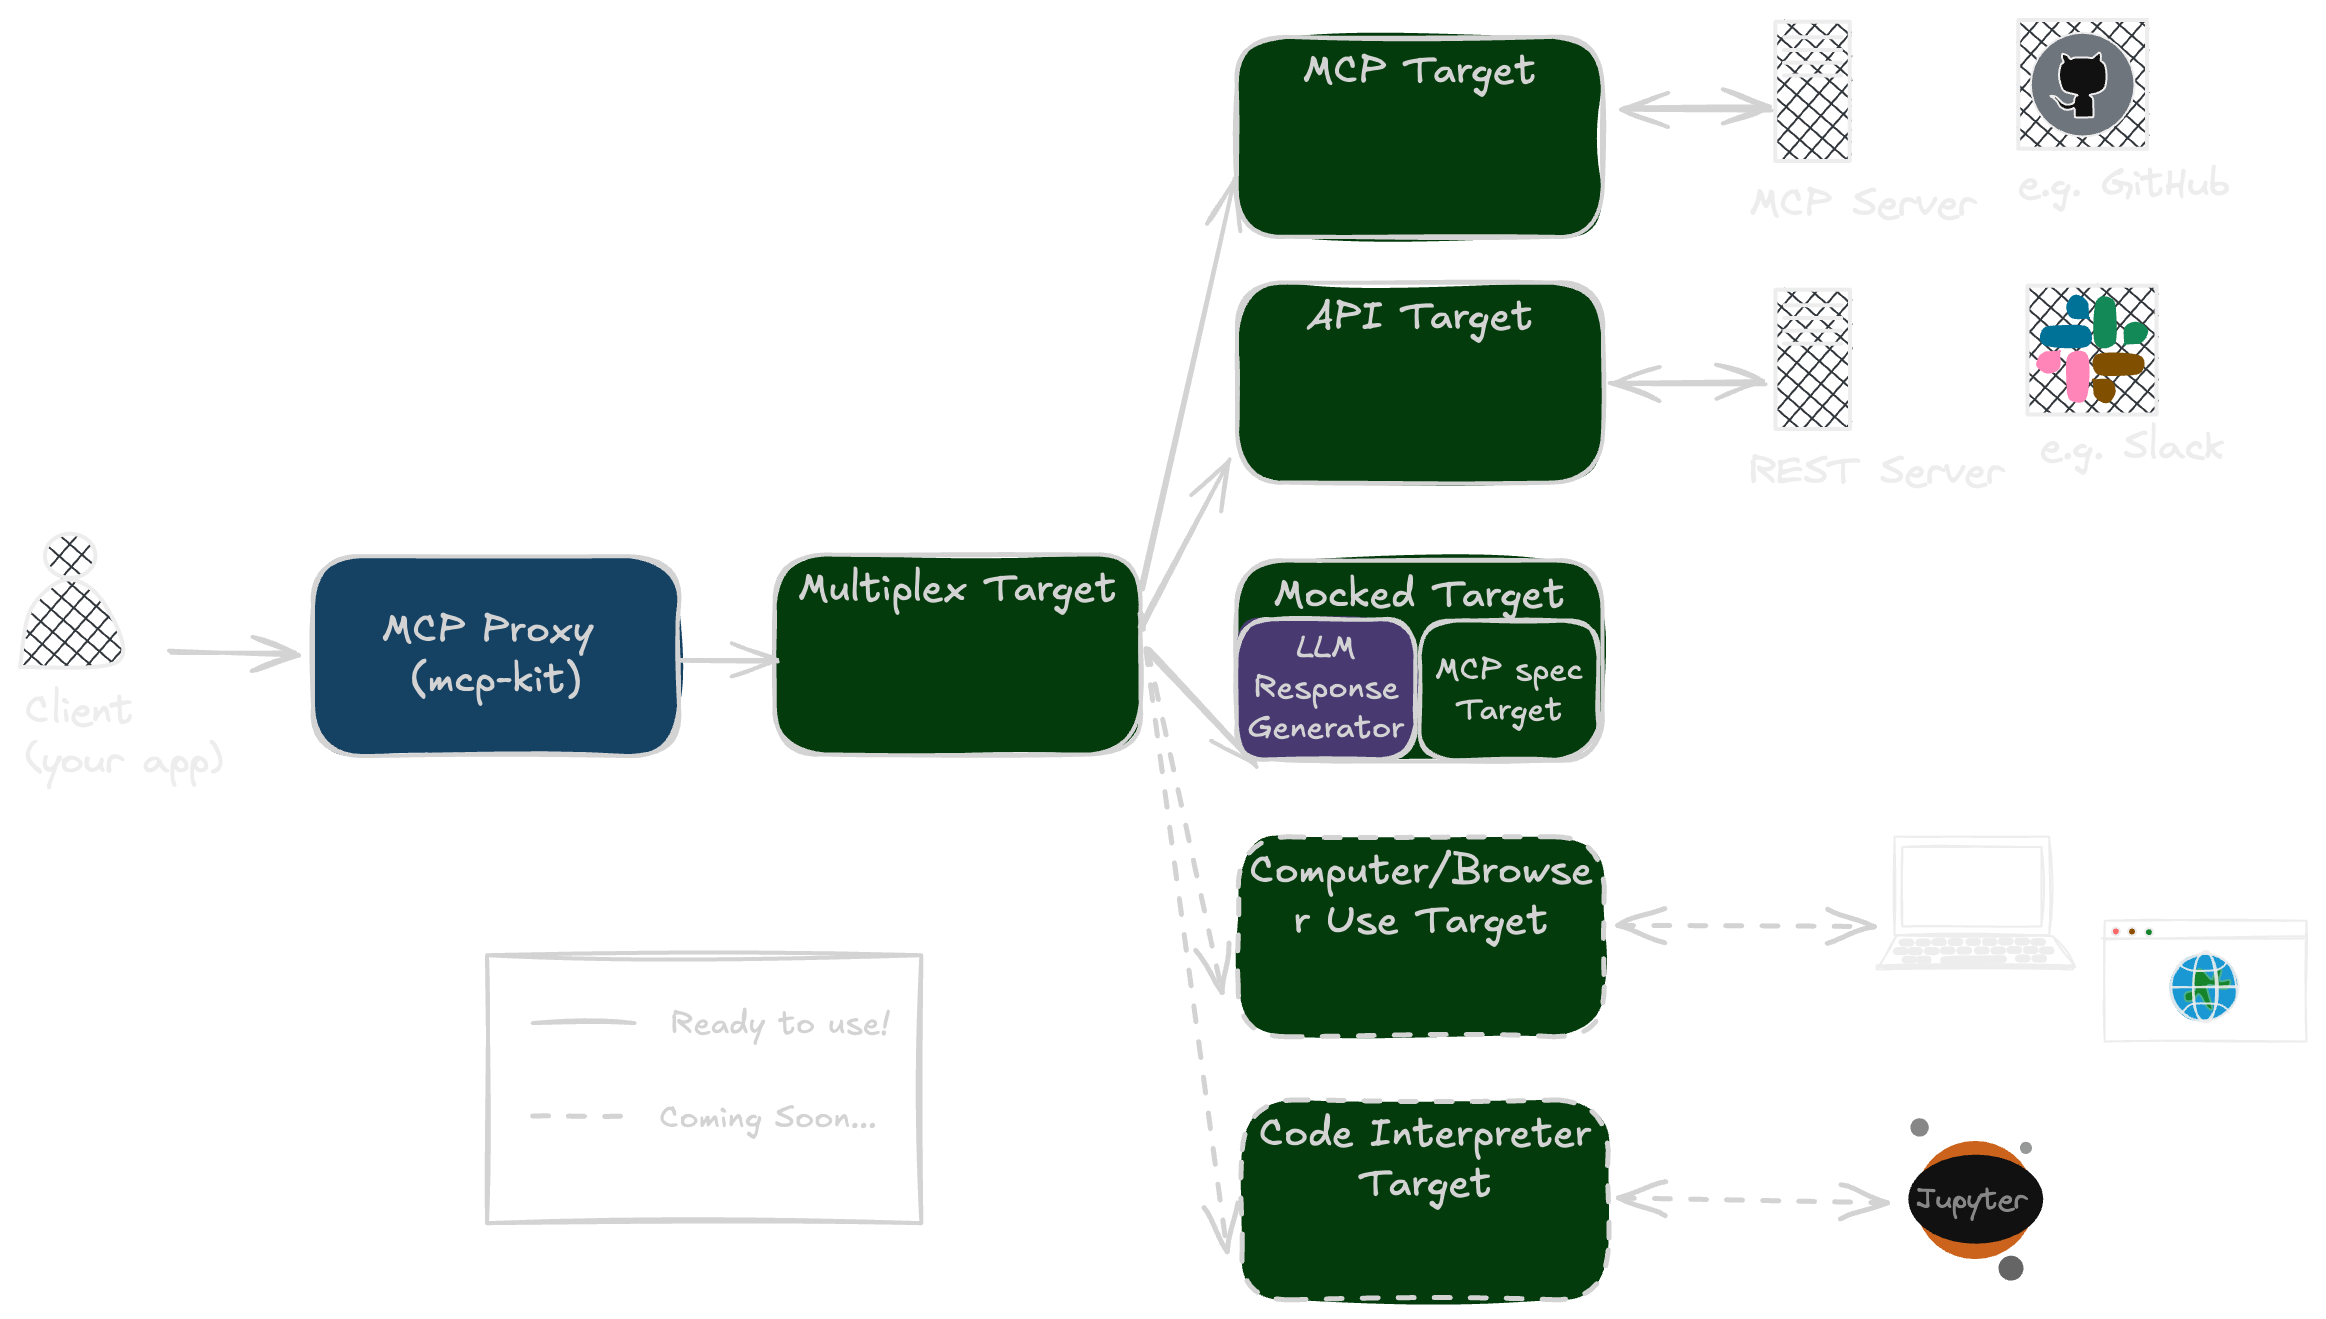 MCP Target
MCP Server
e.g. GitHub
API Target
REST Server
e.g. Slack
Client
(your app)
MCP Proxy
(mcp-kit)
Multiplex Target
Mocked Target
LLM
Response
Generator
MCP spec
Target
Computer/Browse
r Use Target
Ready to use!
Coming Soon...
Code Interpreter
Target
Jupyter